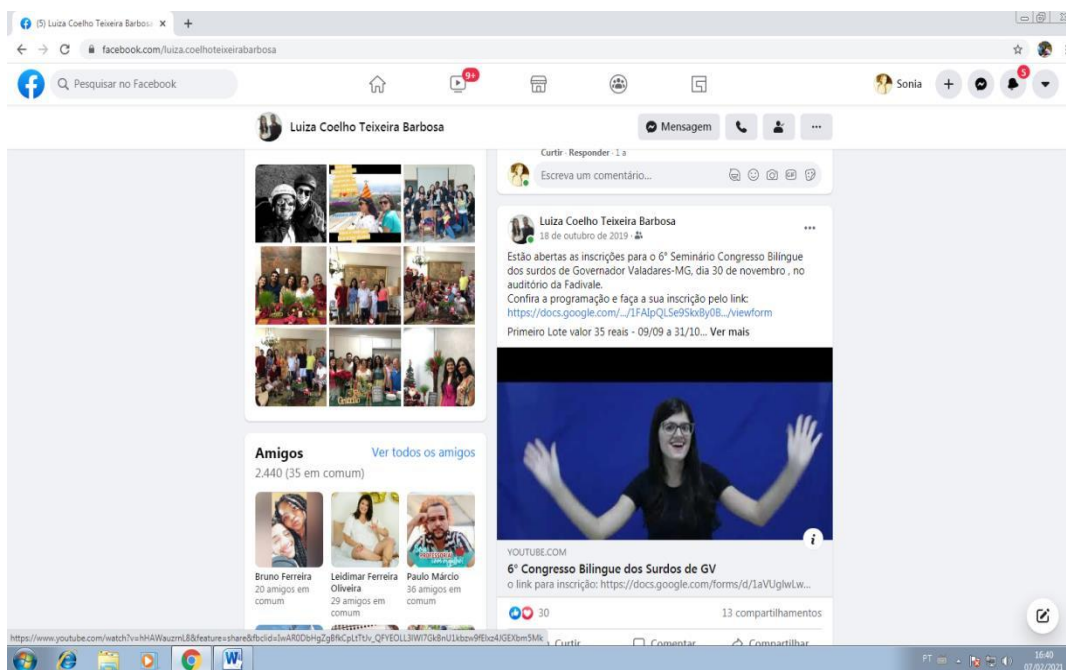 (5) Luiza Coelho Teixeira Barbos
facebook.com/luiza.coelhoteixeirabarbosa
Pesquisar no Facebook
9+
Sonia
5
Luiza Coelho Teixeira Barbosa
Mensagem
Curtir · Responder · 1 a
Escreva um comentário...
GIF
Luiza Coelho Teixeira Barbosa
18 de outubro de 2019 ·
Estão abertas as inscrições para o 6° Seminário Congresso Bilíngue
dos surdos de Governador Valadares-MG, dia 30 de novembro , no
auditório da Fadivale.
Confira a programação e faça a sua inscrição pelo link:
https://docs.google.com/.../1FAIpQLSe9SkxBy0B.../viewform
Primeiro Lote valor 35 reais - 09/09 a 31/10... Ver mais
YOUTUBE.COM
6° Congresso Bilingue dos Surdos de GV
o link para inscrição: https://docs.google.com/forms/d/1aVUglwLw...
30
13 compartilhamentos
Curtir
Comentar
Compartilhar
Amigos
Ver todos os amigos
2.440 (35 em comum)
Bruno Ferreira
20 amigos em
comum
Leidimar Ferreira
Oliveira
29 amigos em
comum
Paulo Márcio
36 amigos em
comum
PT
16:40
07/02/2021